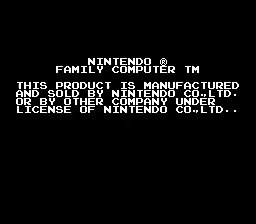 NINTENDO ®
FAMILY COMPUTER TM
THIS PRODUCT IS MANUFACTURED
AND SOLD BY NINTENDO CO.,LTD.
OR BY OTHER COMPANY UNDER
LICENSE OF NINTENDO CO.,LTD..